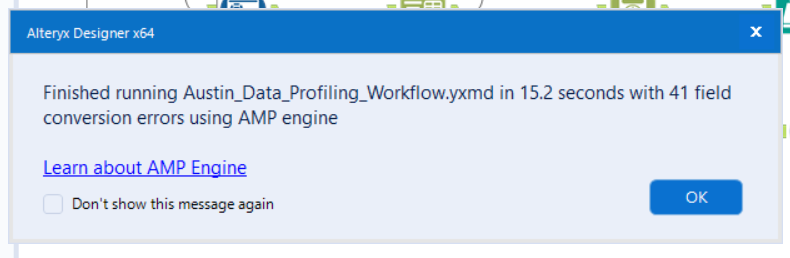 Alteryx Designer x64
X
Finished running Austin_Data_Profiling_Workflow.yxmd in 15.2 seconds with 41 field
conversion errors using AMP engine
Learn about AMP Engine
Don't show this message again
OK